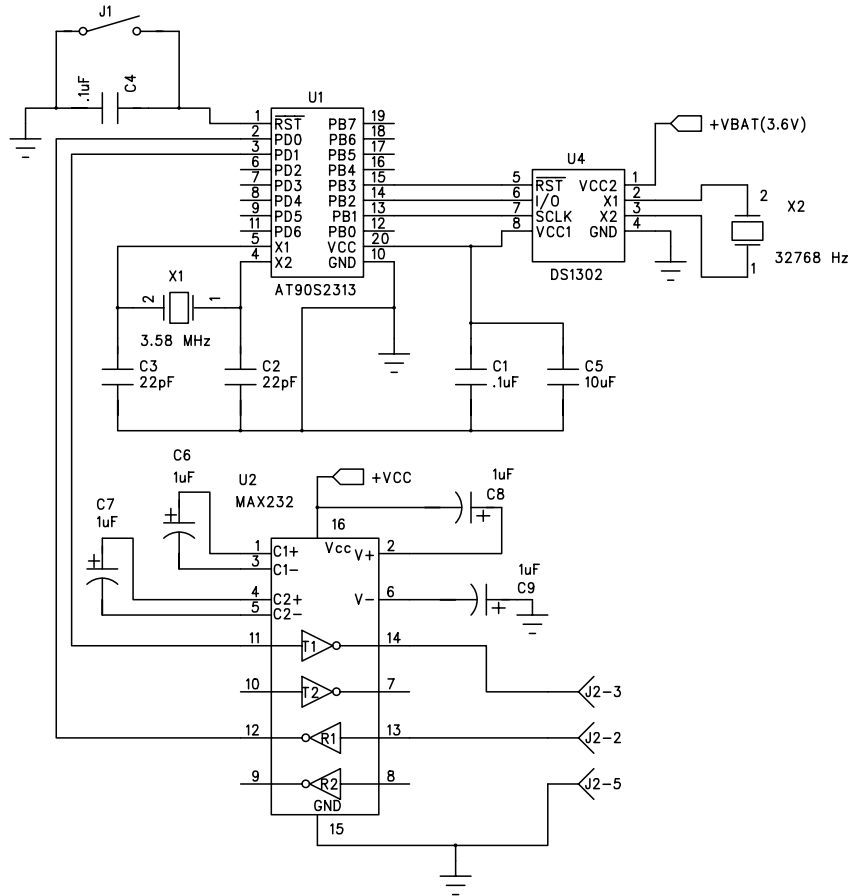 J1
.1uF
C4
U1
AT90S2313
1 RST PB7 19
2 PD0 PB6 18
3 PD1 PB5 17
6 PD2 PB4 16
7 PD3 PB3 15
8 PD4 PB2 14
9 PD5 PB1 13
11 PD6 PB0 12
5 X1 VCC 20
4 X2 GND 10
+VBAT(3.6V)
U4
5 RST VCC2 1
6 I/O X1 2
7 SCLK X2 3
8 VCC1 GND 4
DS1302
2
X2
32768 Hz
1
X1
2
1
3.58 MHz
C3
22pF
C2
22pF
C1
.1uF
C5
10uF
C6
1uF
C7
1uF
U2
MAX232
+VCC
1uF
C8
+
+
+
16
Vcc
1 C1+ V+ 2
3 C1-
4 C2+ V- 6
5 C2-
1uF
C9
+
11 T1 14
10 T2 7
12 R1 13
9 R2 8
GND
15
J2-3
J2-2
J2-5